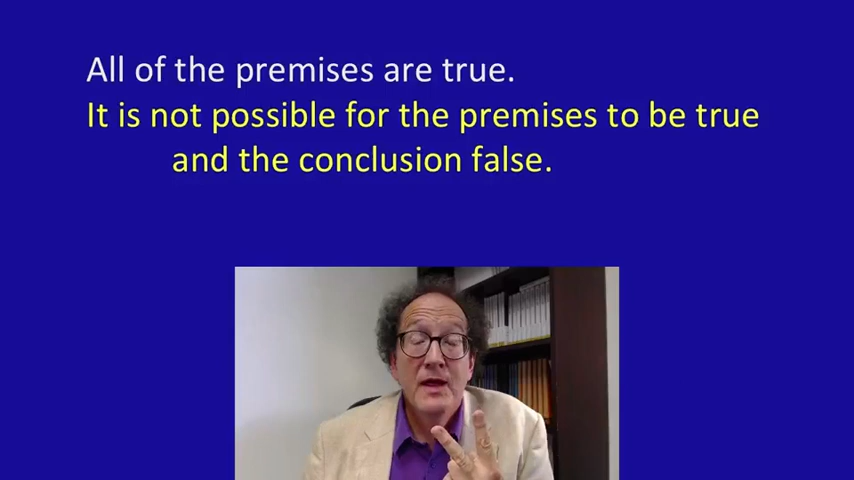 All of the premises are true.
It is not possible for the premises to be true
and the conclusion false.